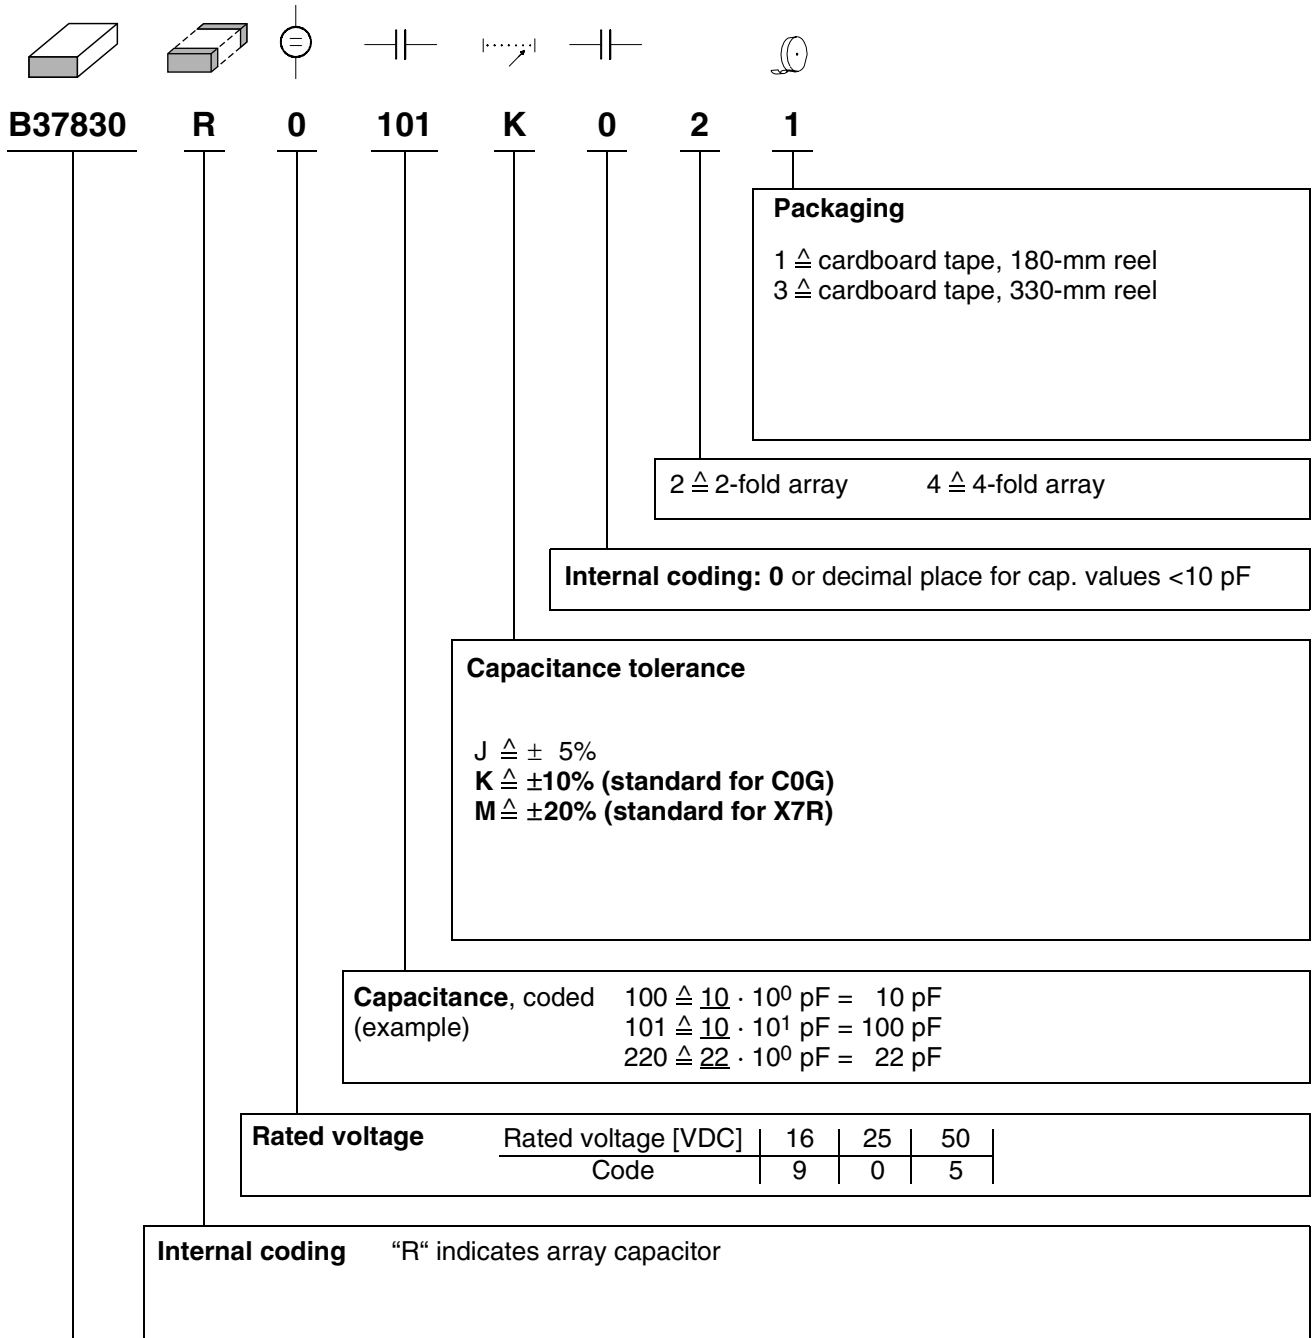 B37830 R 0 101 K 0 2 1
Packaging
1 ≙ cardboard tape, 180-mm reel
3 ≙ cardboard tape, 330-mm reel
2 ≙ 2-fold array 4 ≙ 4-fold array
Internal coding: 0 or decimal place for cap. values <10 pF
Capacitance tolerance
J ≙ ± 5%
K ≙ ±10% (standard for C0G)
M ≙ ±20% (standard for X7R)
Capacitance, coded 100 ≙ 10 · 10⁰ pF = 10 pF
(example) 101 ≙ 10 · 10¹ pF = 100 pF
220 ≙ 22 · 10⁰ pF = 22 pF
Rated voltage Rated voltage [VDC] 16 25 50
Code 9 0 5
Internal coding “R“ indicates array capacitor